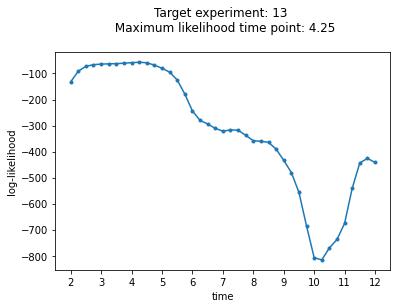 Target experiment: 13
Maximum likelihood time point: 4.25
log-likelihood
−100
−200
−300
−400
−500
−600
−700
−800
2 3 4 5 6 7 8 9 10 11 12
time